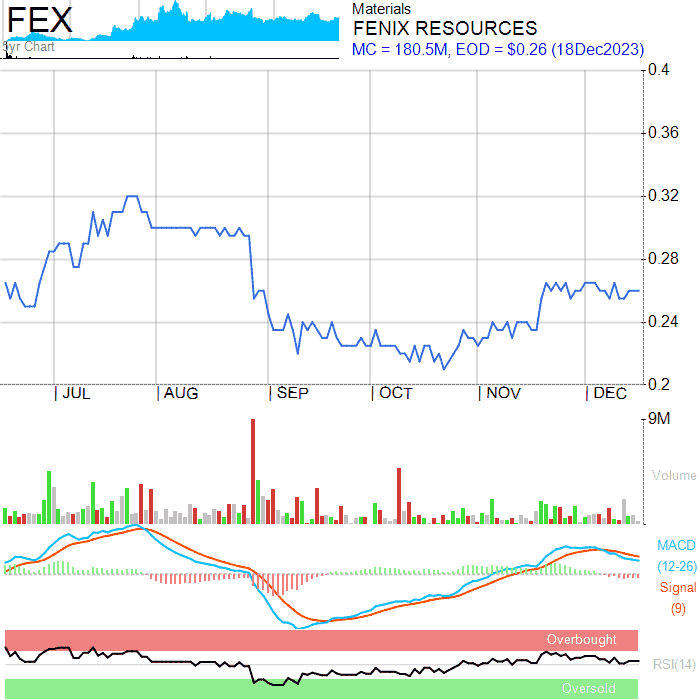 FEX
5yr Chart
Materials
FENIX RESOURCES
MC = 180.5M, EOD = $0.26 (18Dec2023)
0.4
0.36
0.32
0.28
0.24
0.2
JUL AUG SEP OCT NOV DEC
9M
Volume
MACD
(12-26)
Signal
(9)
Overbought
RSI(14)
Oversold